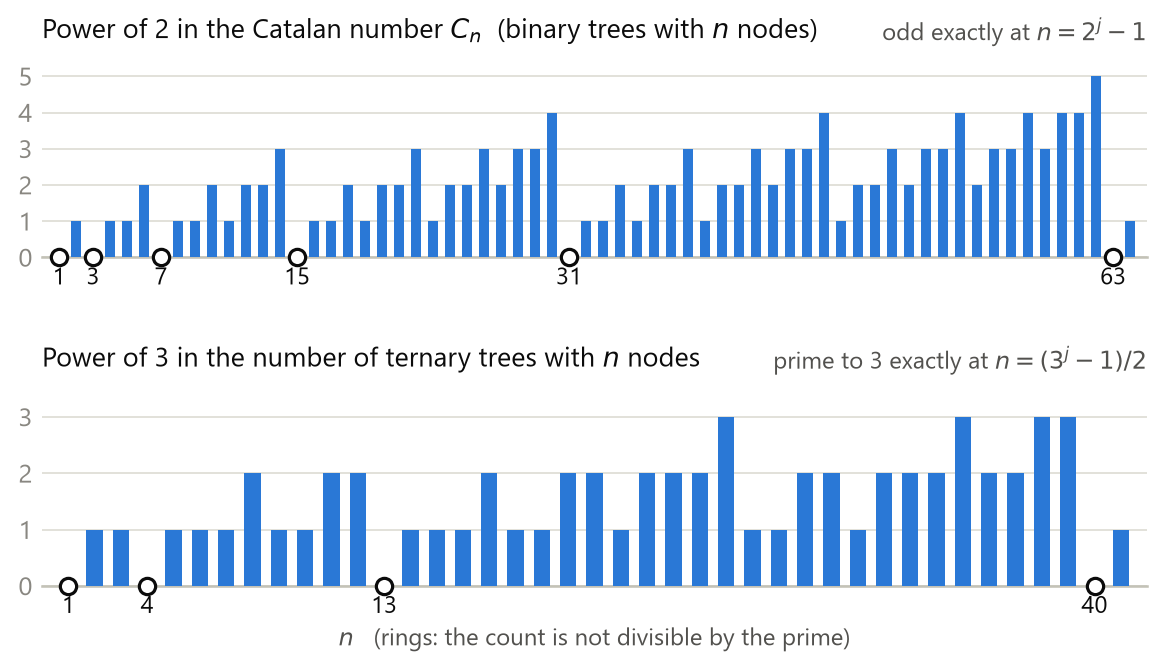 Power of 2 in the Catalan number Cₙ (binary trees with n nodes)
odd exactly at n = 2ʲ − 1
5
4
3
2
1
0
1 3 7 15 31 63
Power of 3 in the number of ternary trees with n nodes
prime to 3 exactly at n = (3ʲ − 1)/2
3
2
1
0
1 4 13 40
n (rings: the count is not divisible by the prime)